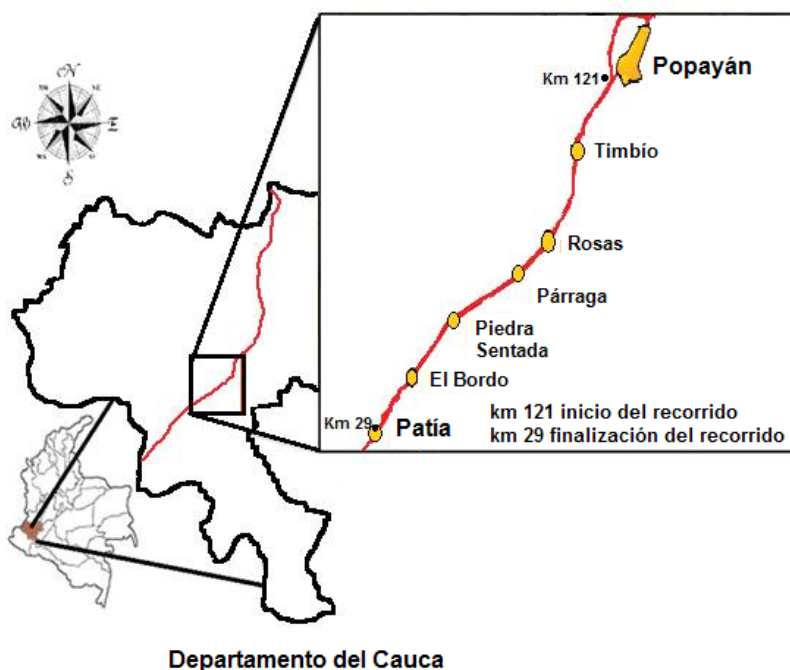 N
E
S
Km 121
Popayán
Timbío
Rosas
Párraga
Piedra
Sentada
El Bordo
Km 29
Patía
km 121 inicio del recorrido
km 29 finalización del recorrido
Departamento del Cauca